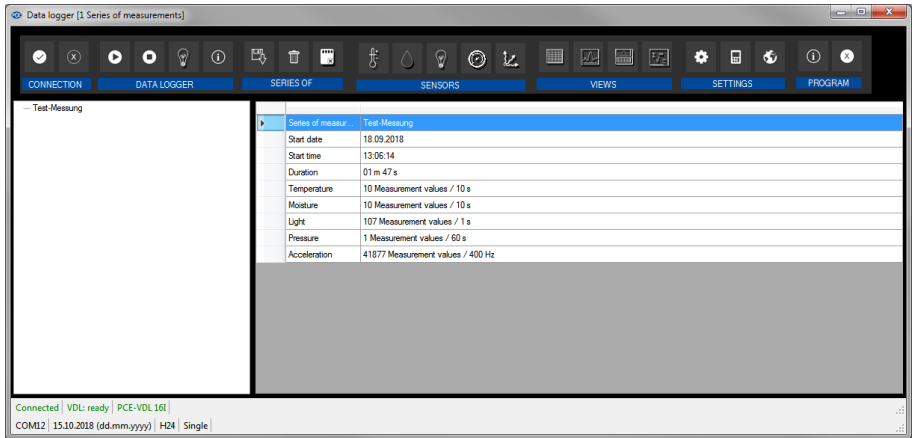 Data logger [1 Series of measurements]
CONNECTION DATA LOGGER SERIES OF SENSORS VIEWS SETTINGS PROGRAM
Test-Messung
Series of measur... Test-Messung
Start date 18.09.2018
Start time 13:06:14
Duration 01 m 47 s
Temperature 10 Measurement values / 10 s
Moisture 10 Measurement values / 10 s
Light 107 Measurement values / 1 s
Pressure 1 Measurement values / 60 s
Acceleration 41877 Measurement values / 400 Hz
Connected VDL: ready PCE-VDL 16I
COM12 15.10.2018 (dd.mm.yyyy) H24 Single